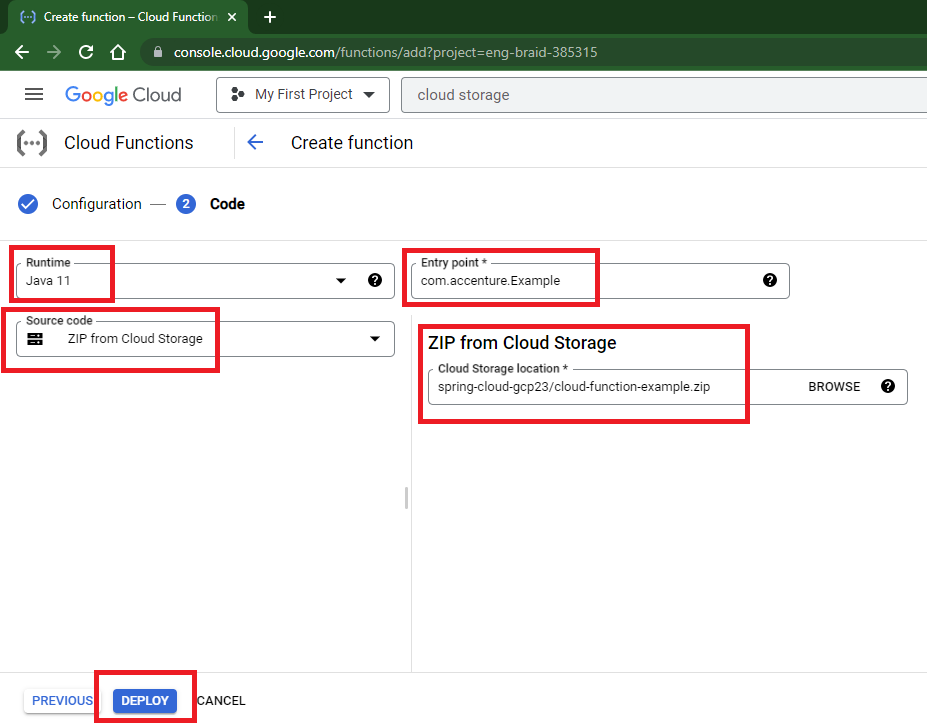 Create function – Cloud Function
console.cloud.google.com/functions/add?project=eng-braid-385315
Google Cloud
My First Project
cloud storage
Cloud Functions
Create function
Configuration
2
Code
Runtime
Java 11
Entry point *
com.accenture.Example
Source code
ZIP from Cloud Storage
ZIP from Cloud Storage
Cloud Storage location *
spring-cloud-gcp23/cloud-function-example.zip
BROWSE
PREVIOUS
DEPLOY
CANCEL